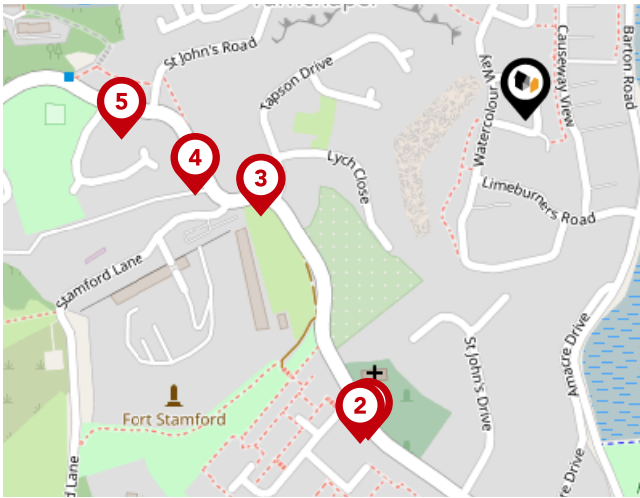 St John's Road
Tapson Drive
Watercolour Way
Causeway View
Barton Road
5
4
3
Lych Close
Limeburners Road
Stamford Lane
St John's Drive
Amacre Drive
2
Fort Stamford
d Lane
e Drive